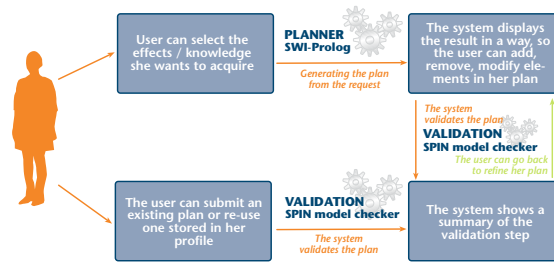 User can select the
effects / knowledge
she wants to acquire
PLANNER
SWI-Prolog
Generating the plan
from the request
The system displays
the result in a way, so
the user can add,
remove, modify ele-
ments in her plan
The system
validates the plan
VALIDATION
SPIN model checker
The user can go back
to refine her plan
The user can submit an
existing plan or re-use
one stored in her
profile
VALIDATION
SPIN model checker
The system
validates the plan
The system shows a
summary of the
validation step